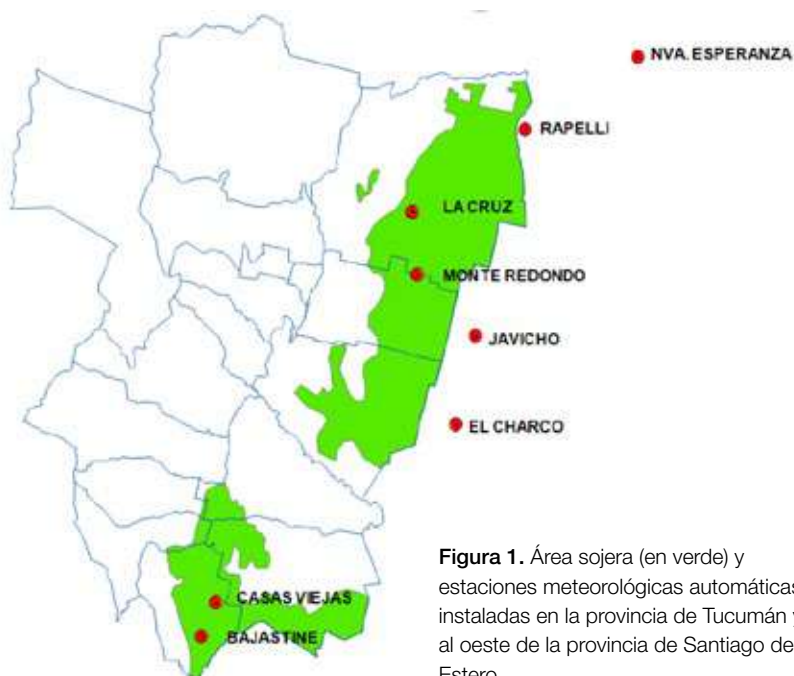 NVA. ESPERANZA
RAPELLI
LA CRUZ
MONTE REDONDO
JAVICHO
EL CHARCO
CASAS VIEJAS
BAJASTINE
Figura 1. Área sojera (en verde) y
estaciones meteorológicas automáticas
instaladas en la provincia de Tucumán y
al oeste de la provincia de Santiago del
Estero